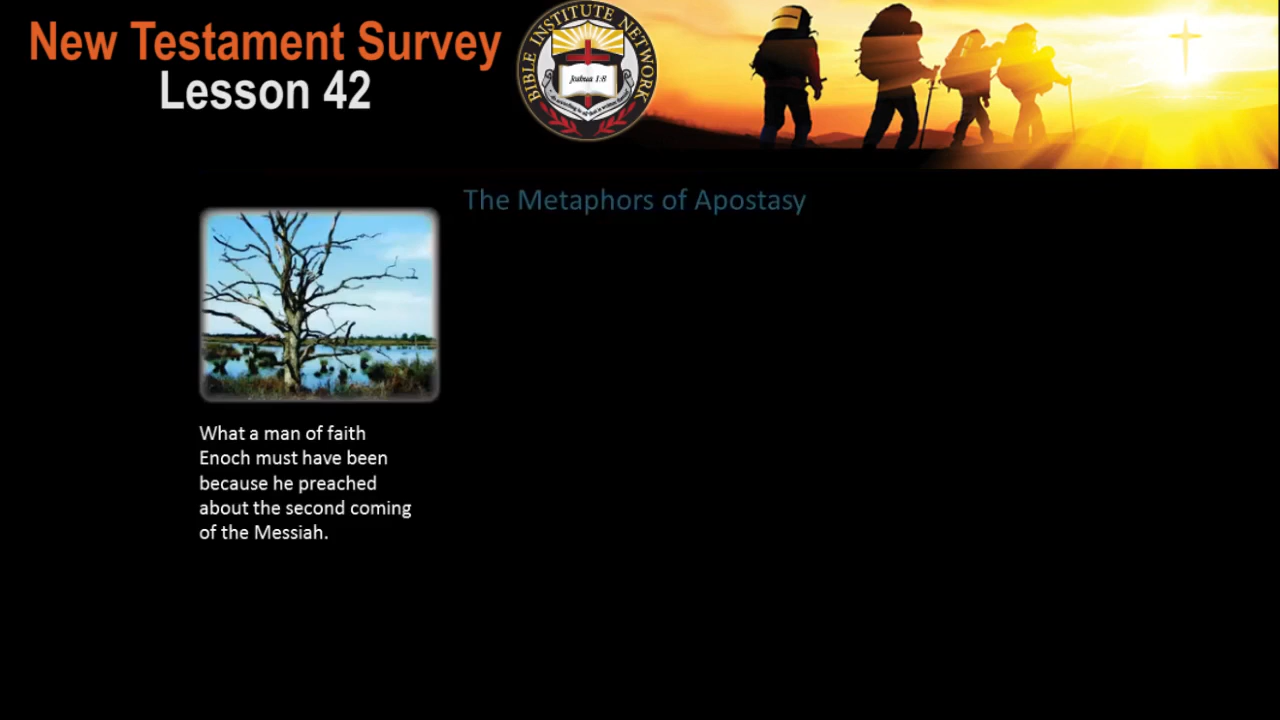 New Testament Survey
Lesson 42
BIBLE INSTITUTE NETWORK
Joshua 1:8
The Metaphors of Apostasy
What a man of faith
Enoch must have been
because he preached
about the second coming
of the Messiah.